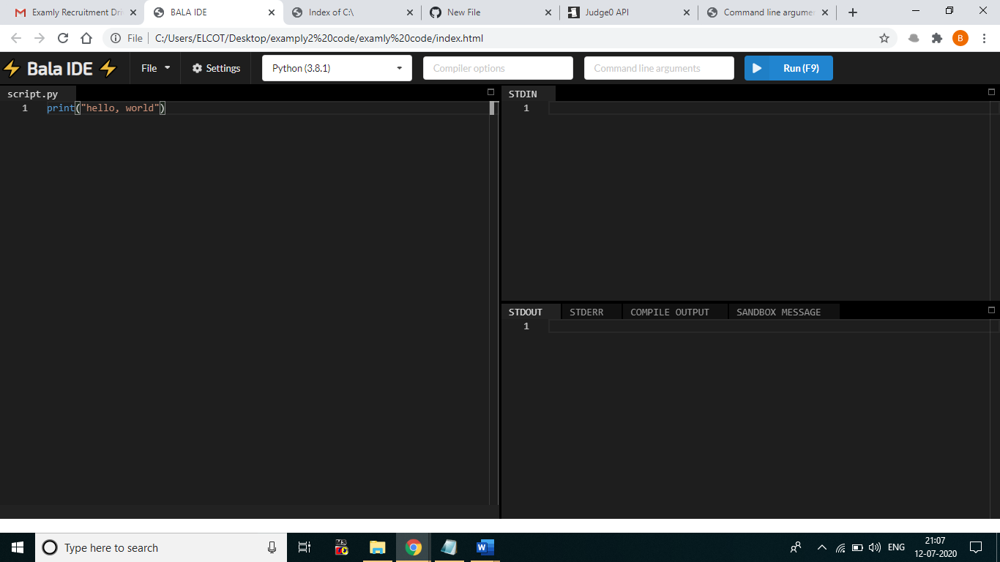 Examly Recruitment Dri
BALA IDE
Index of C:\
New File
Judge0 API
Command line argumen
File
C:/Users/ELCOT/Desktop/examply2%20code/examly%20code/index.html
B
Bala IDE
File
Settings
Python (3.8.1)
Compiler options
Command line arguments
Run (F9)
script.py
1 print("hello, world")
STDIN
1
STDOUT STDERR COMPILE OUTPUT SANDBOX MESSAGE
1
Type here to search
ENG
21:07
12-07-2020